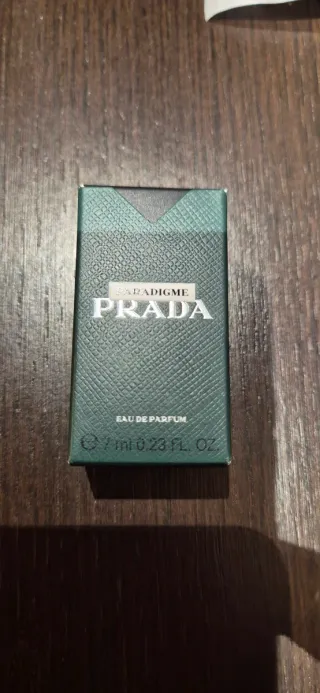 PARADIGME
PRADA
EAU DE PARFUM
℮ 7 ml 0.23 FL. OZ.